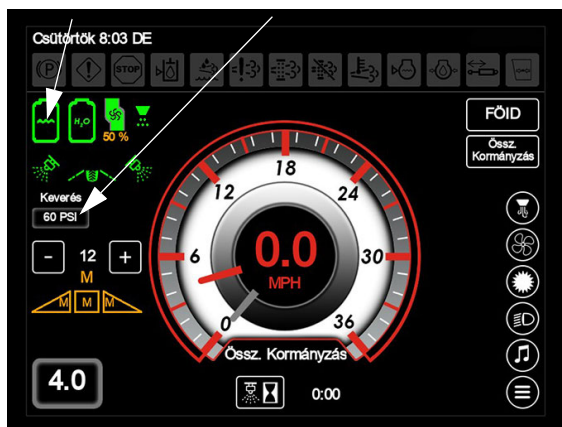 Csütörtök 8:03 DE
P
STOP
H₂O
50 %
FÖlD
Össz.
Kormányzás
Keverés
60 PSI
- 12 +
M
M M M
0 6 12 18 24 30 36
0.0
MPH
Össz. Kormányzás
4.0
0:00